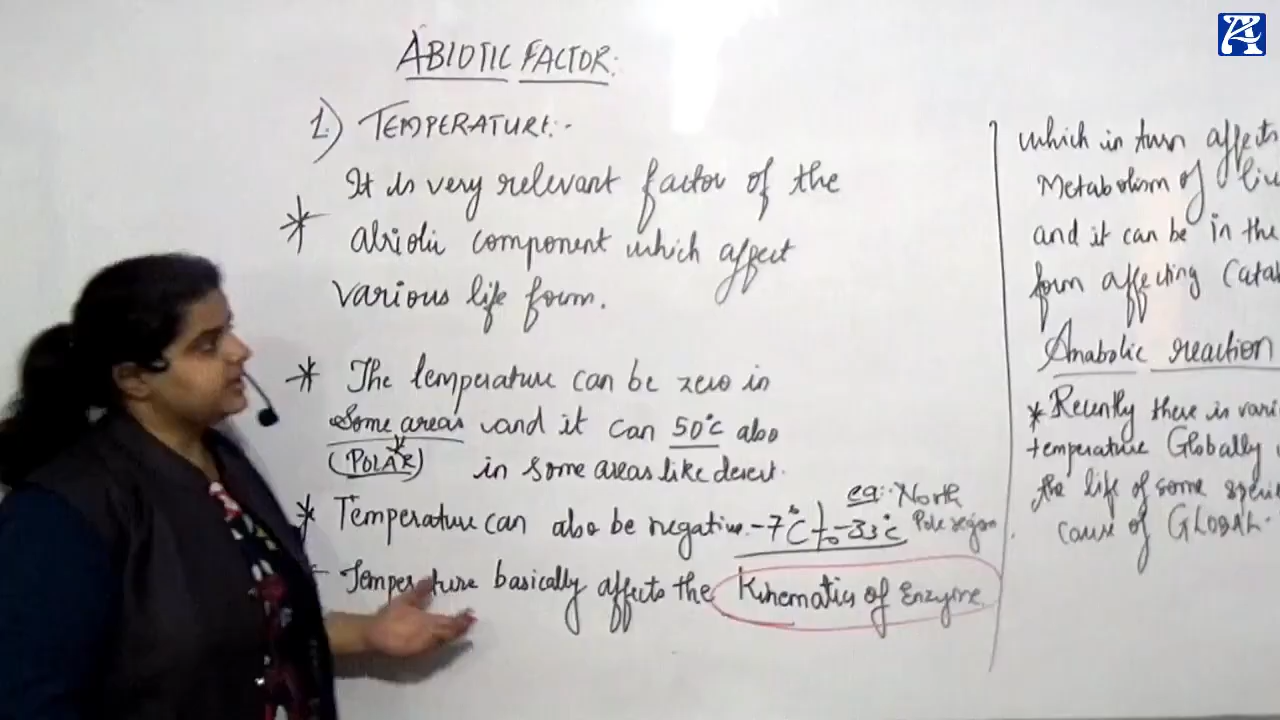 ABIOTIC FACTOR:
1.) TEMPERATURE:-
It is very relevant factor of the
* abiotic component which affect
various life form.
* The temperature can be zero in
some areas and it can 50°C also
(POLAR) in some areas like desert.
* Temperature can also be negative. -7°C to -33°C eg:- North Pole region
Temperature basically affects the Kinematics of Enzyme
which in turn affects
Metabolism of
and it can be in the
form affecting
Anabolic reaction
* Recently there is
temperature Globally
the life of some
cause of GLOBAL